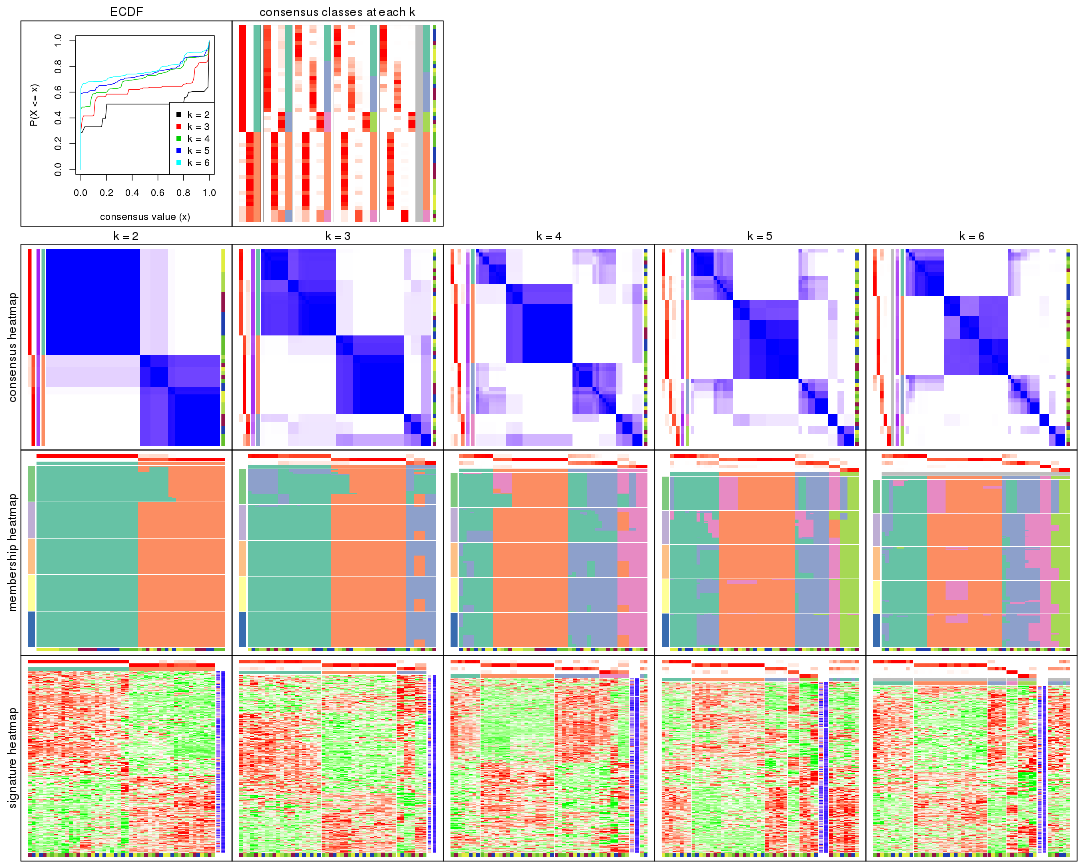 ECDF
consensus classes at each k
P(X <= x)
0.0 0.2 0.4 0.6 0.8 1.0
k = 2
k = 3
k = 4
k = 5
k = 6
0.0 0.2 0.4 0.6 0.8 1.0
consensus value (x)
k = 2
k = 3
k = 4
k = 5
k = 6
consensus heatmap
membership heatmap
signature heatmap